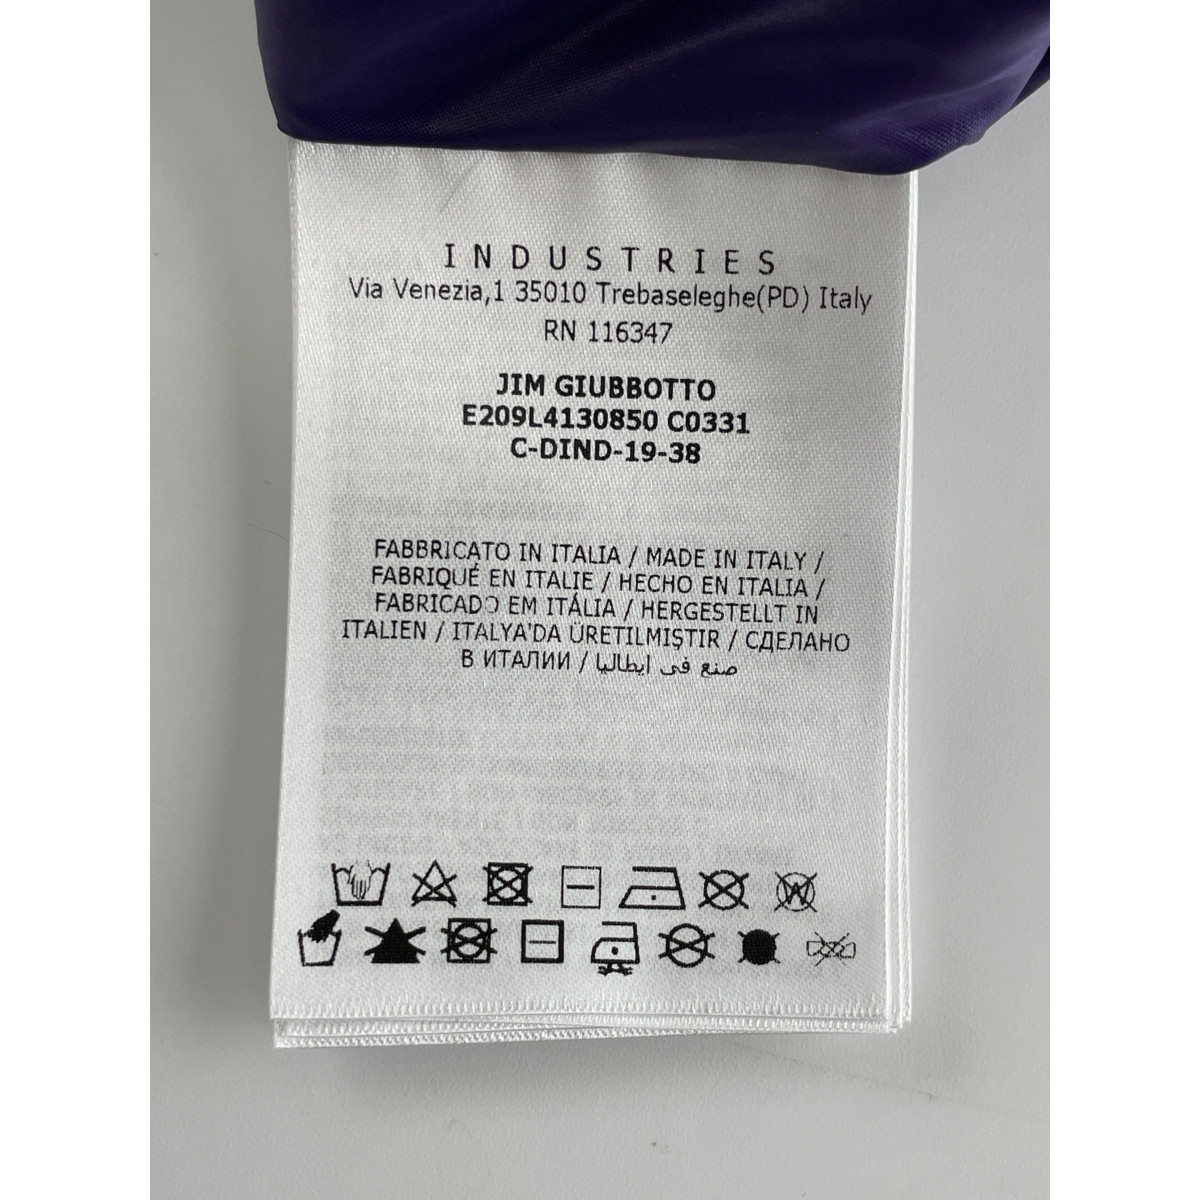 INDUSTRIES
Via Venezia,1 35010 Trebaseleghe(PD) Italy
RN 116347
JIM GIUBBOTTO
E209L4130850 C0331
C-DIND-19-38
FABBRICATO IN ITALIA / MADE IN ITALY /
FABRIQUÉ EN ITALIE / HECHO EN ITALIA /
FABRICADO EM ITÁLIA / HERGESTELLT IN
ITALIEN / ITALYA'DA ÜRETILMIŞTIR / СДЕЛАНО
В ИТАЛИИ / صنع في ايطاليا
W